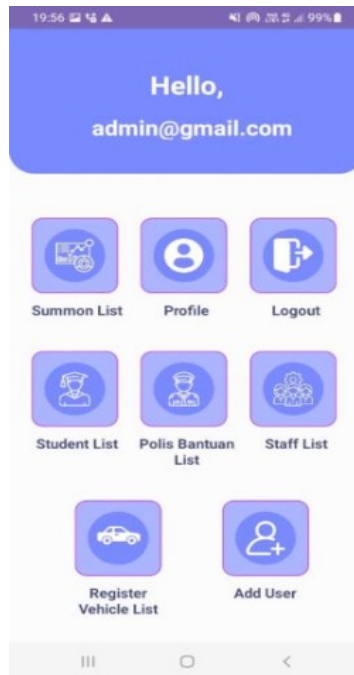 19:56 99%
Hello,
admin@gmail.com
Summon List Profile Logout
Student List Polis Bantuan Staff List
List
Register Add User
Vehicle List